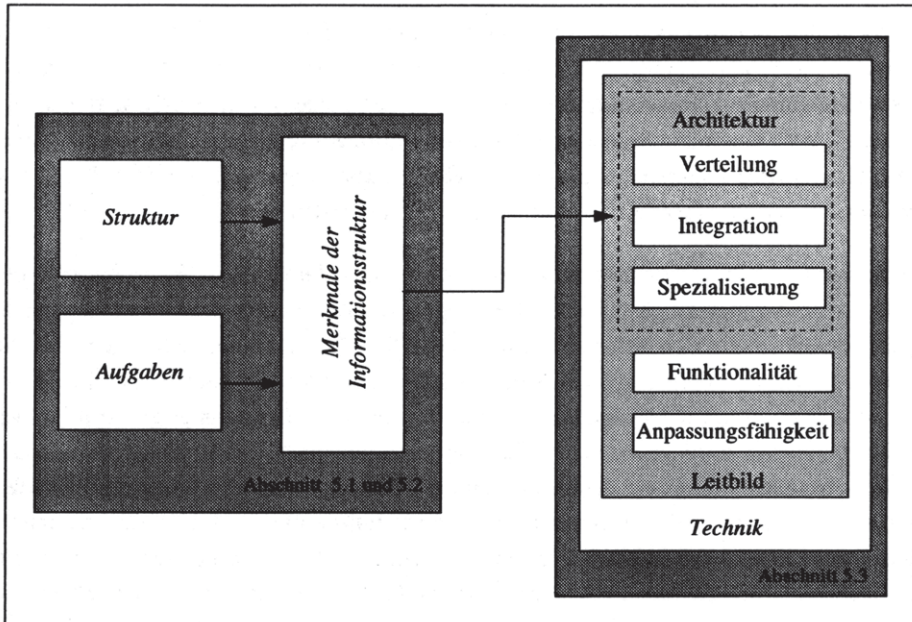 Struktur
Aufgaben
Merkmale der
Informationsstruktur
Abschnitt 5.1 und 5.2
Architektur
Verteilung
Integration
Spezialisierung
Funktionalität
Anpassungsfähigkeit
Leitbild
Technik
Abschnitt 5.3